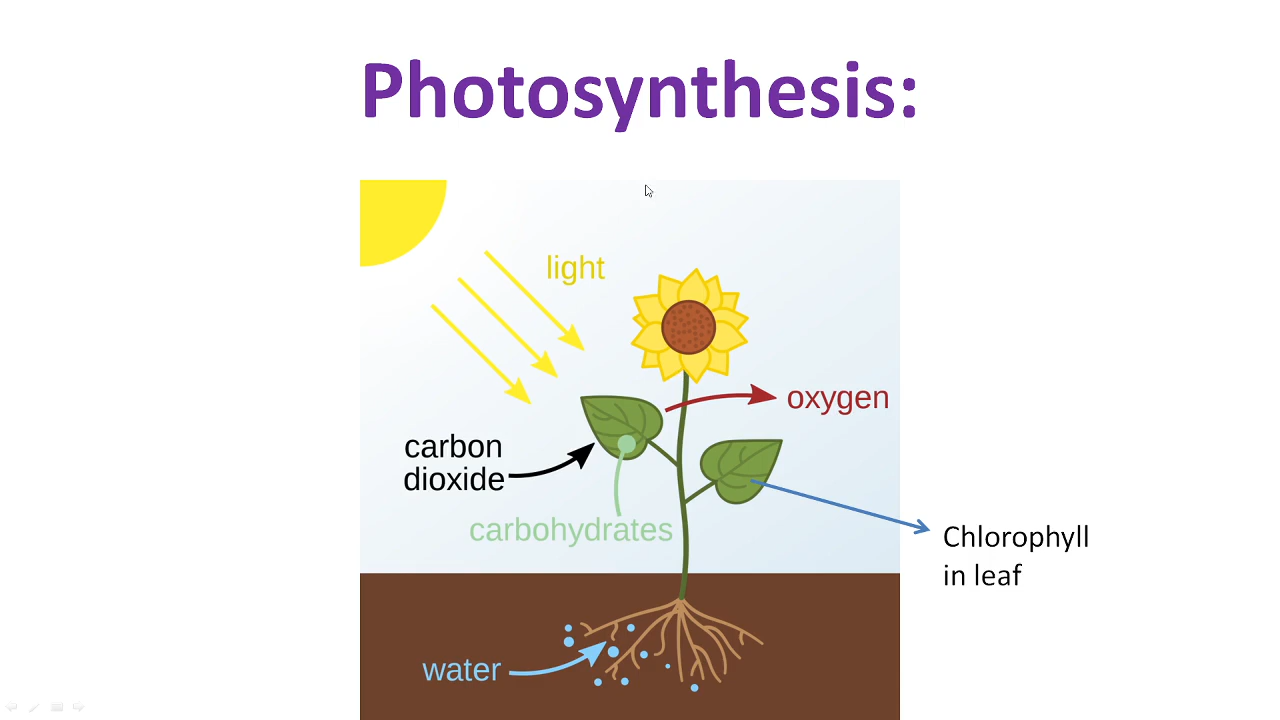 Photosynthesis:
light
oxygen
carbon
dioxide
carbohydrates
Chlorophyll
in leaf
water